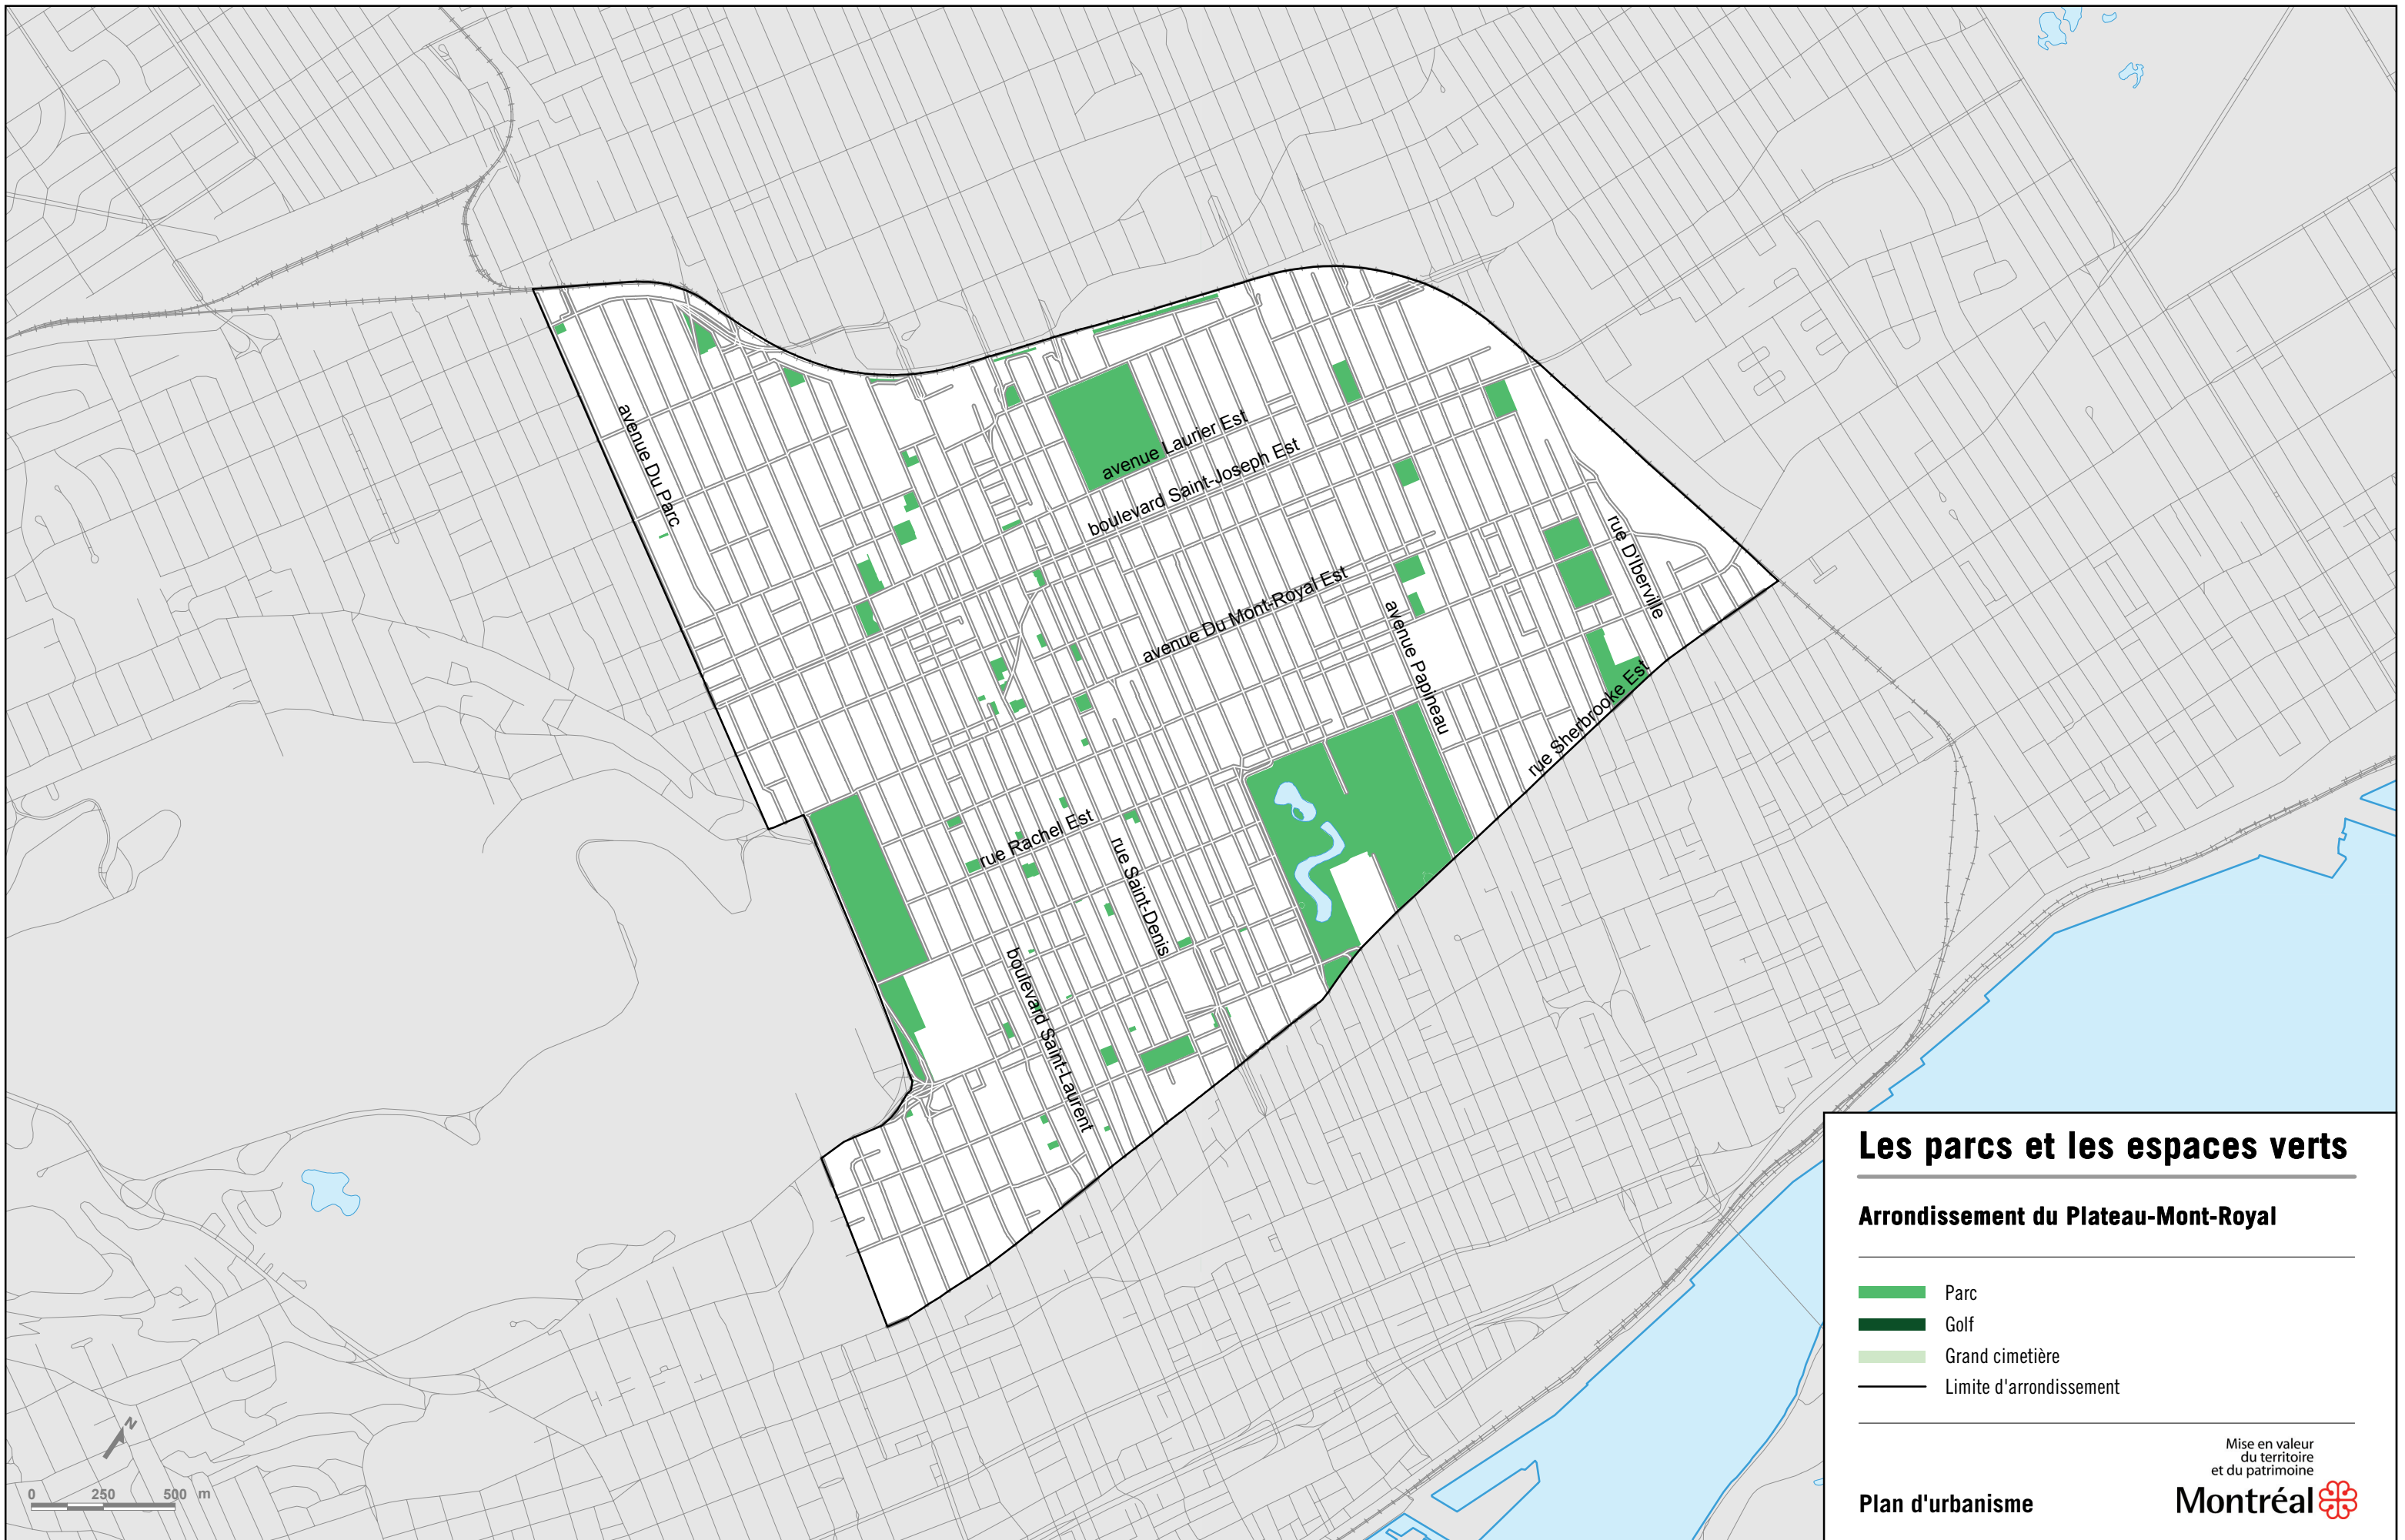 avenue Du Parc
avenue Laurier Est
boulevard Saint-Joseph Est
rue D'Iberville
avenue Du Mont-Royal Est
avenue Papineau
rue Sherbrooke Est
rue Rachel Est
rue Saint-Denis
boulevard Saint-Laurent
Les parcs et les espaces verts
Arrondissement du Plateau-Mont-Royal
Parc
Golf
Grand cimetière
Limite d'arrondissement
Mise en valeur
du territoire
et du patrimoine
Plan d'urbanisme
Montréal
N
0 250 500 m